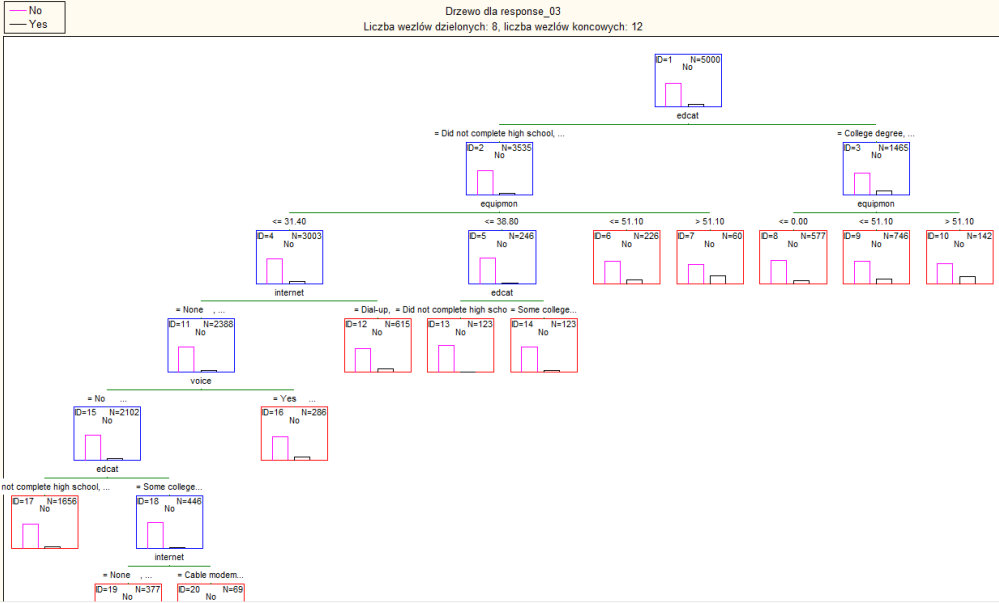 No
Yes
Drzewo dla response_03
Liczba wezlów dzielonych: 8, liczba wezlów koncowych: 12
ID=1 N=5000
No
edcat
= Did not complete high school, ...
= College degree, ...
ID=2 N=3535
No
ID=3 N=1465
No
equipmon
equipmon
<= 31.40
<= 38.80
<= 51.10
> 51.10
<= 0.00
<= 51.10
> 51.10
ID=4 N=3003
No
ID=5 N=246
No
ID=6 N=226
No
ID=7 N=60
No
ID=8 N=577
No
ID=9 N=746
No
ID=10 N=142
No
internet
edcat
= None , ...
= Dial-up,
= Did not complete high scho
= Some college...
ID=11 N=2388
No
ID=12 N=615
No
ID=13 N=123
No
ID=14 N=123
No
voice
= No ...
= Yes ...
ID=15 N=2102
No
ID=16 N=286
No
edcat
not complete high school, ...
= Some college...
ID=17 N=1656
No
ID=18 N=446
No
internet
= None , ...
= Cable modem...
ID=19 N=377
No
ID=20 N=69
No